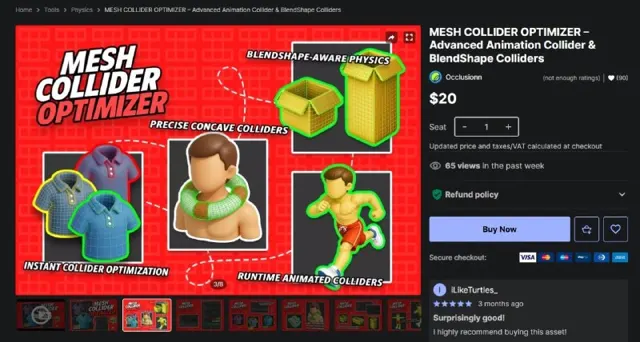 Home > Tools > Physics > MESH COLLIDER OPTIMIZER – Advanced Animation Collider & BlendShape Colliders
MESH
COLLIDER
OPTIMIZER
BLENDSHAPE-AWARE PHYSICS
PRECISE CONCAVE COLLIDERS
INSTANT COLLIDER OPTIMIZATION
RUNTIME ANIMATED COLLIDERS
3/8
MESH COLLIDER OPTIMIZER –
Advanced Animation Collider &
BlendShape Colliders
Occlusionn
(not enough ratings) | (90)
$20
Seat - 1 +
Updated price and taxes/VAT calculated at checkout
65 views in the past week
Refund policy
Buy Now
Secure checkout: VISA
I iLikeTurtles_
3 months ago
Surprisingly good!
I highly recommend buying this asset!